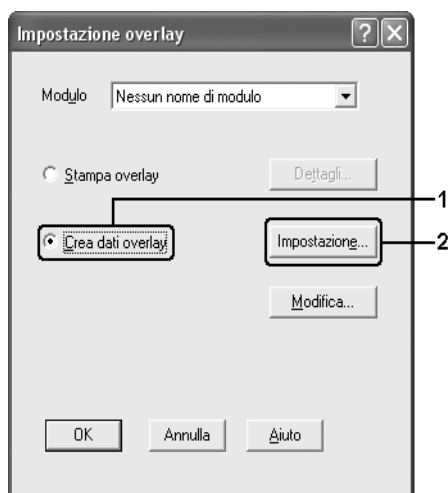 Impostazione overlay
Modulo Nessun nome di modulo
Stampa overlay Dettagli...
1
Crea dati overlay Impostazione... 2
Modifica...
OK Annulla Aiuto